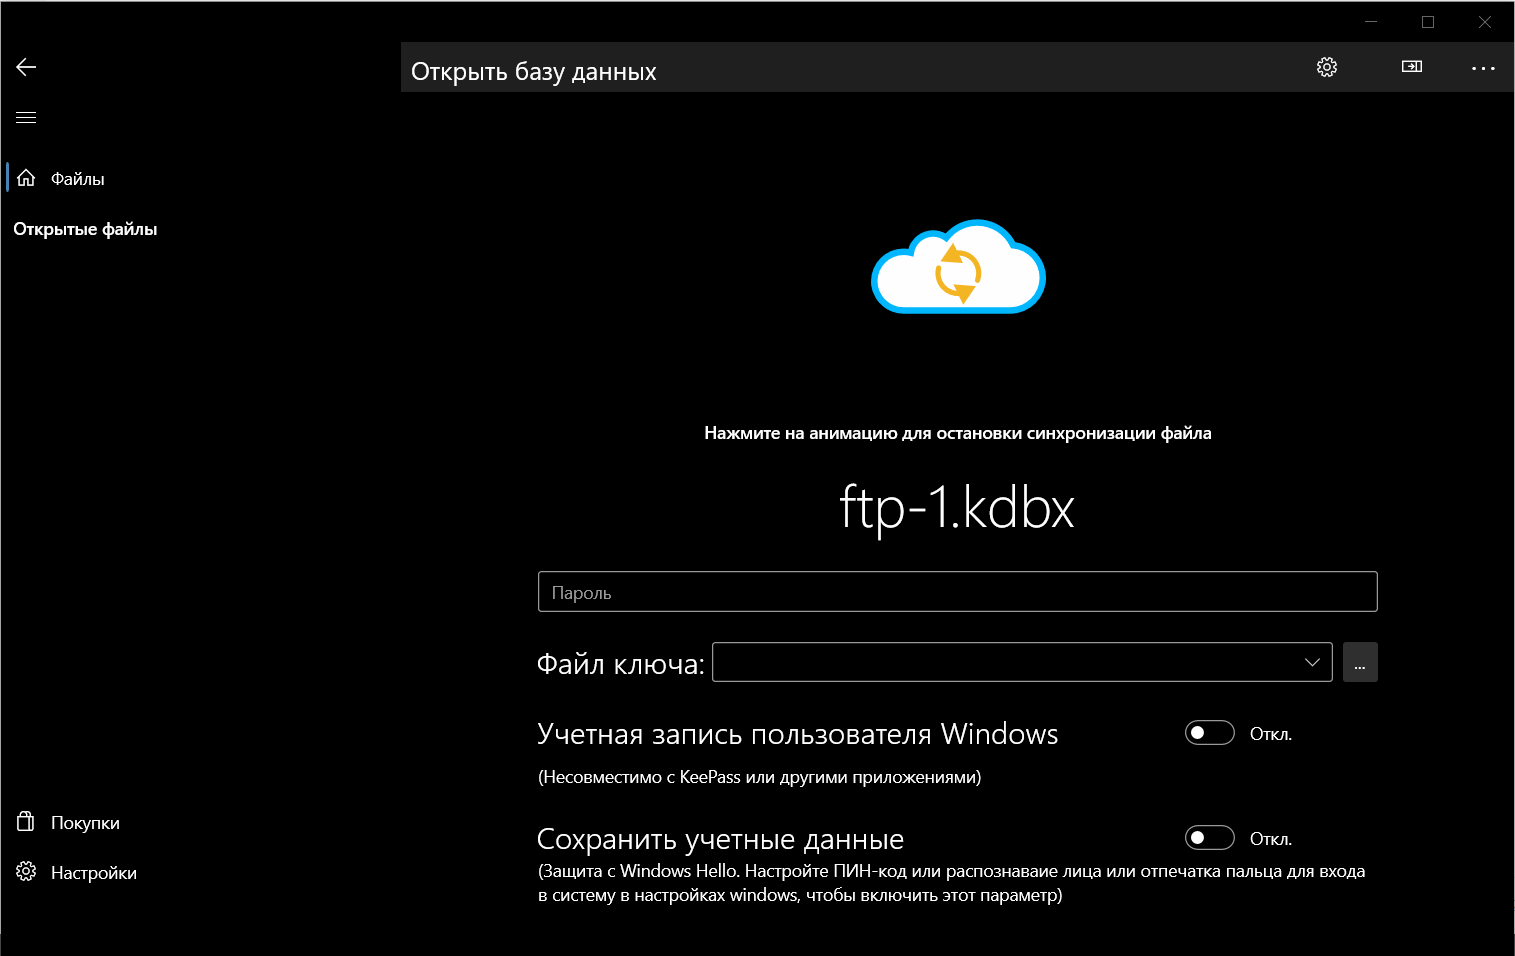 Открыть базу данных
...
Файлы
Открытые файлы
Нажмите на анимацию для остановки синхронизации файла
ftp-1.kdbx
Пароль
Файл ключа:
...
Учетная запись пользователя Windows
Откл.
(Несовместимо с KeePass или другими приложениями)
Сохранить учетные данные
Откл.
(Защита с Windows Hello. Настройте ПИН-код или распознаваие лица или отпечатка пальца для входа
в систему в настройках windows, чтобы включить этот параметр)
Покупки
Настройки